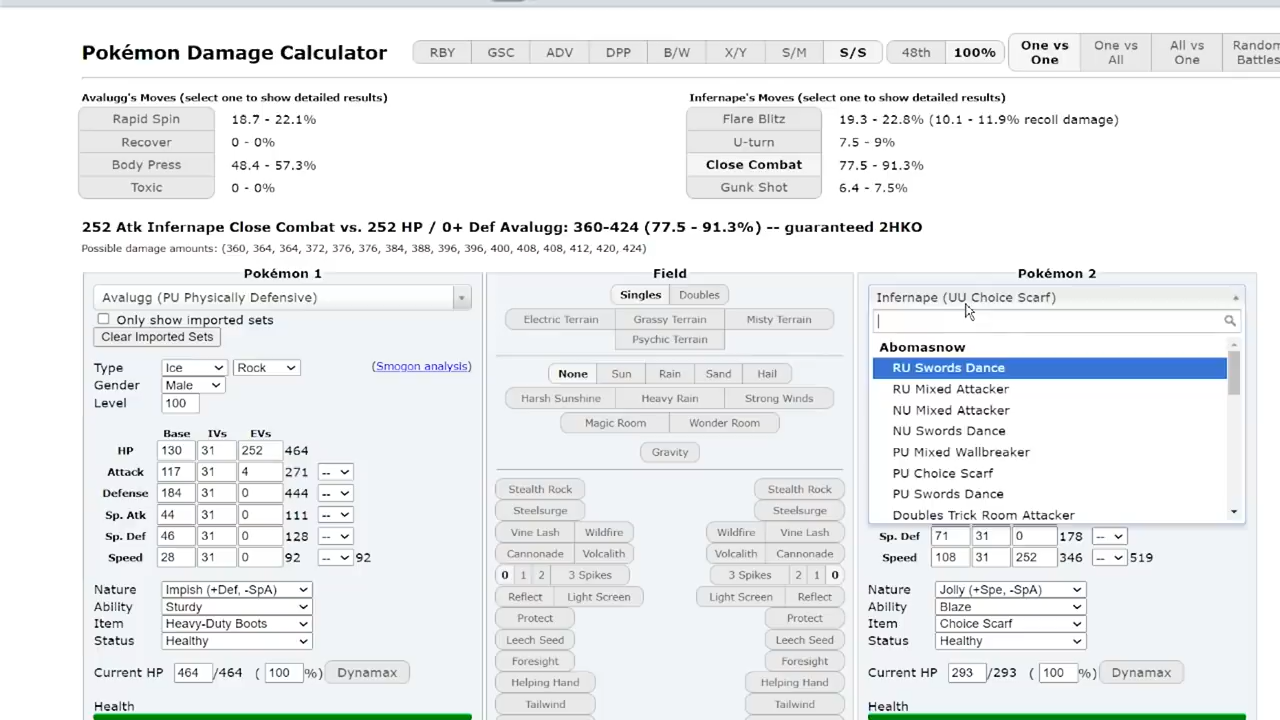 Pokémon Damage Calculator
RBY GSC ADV DPP B/W X/Y S/M S/S 48th 100% One vs One One vs All All vs One Random Battles
Avalugg's Moves (select one to show detailed results)
Rapid Spin 18.7 - 22.1%
Recover 0 - 0%
Body Press 48.4 - 57.3%
Toxic 0 - 0%
Infernape's Moves (select one to show detailed results)
Flare Blitz 19.3 - 22.8% (10.1 - 11.9% recoil damage)
U-turn 7.5 - 9%
Close Combat 77.5 - 91.3%
Gunk Shot 6.4 - 7.5%
252 Atk Infernape Close Combat vs. 252 HP / 0+ Def Avalugg: 360-424 (77.5 - 91.3%) -- guaranteed 2HKO
Possible damage amounts: (360, 364, 364, 372, 376, 376, 384, 388, 396, 396, 400, 408, 408, 412, 420, 424)
Pokémon 1
Avalugg (PU Physically Defensive)
Only show imported sets
Clear Imported Sets
Type Ice Rock (Smogon analysis)
Gender Male
Level 100
Base IVs EVs
HP 130 31 252 464
Attack 117 31 4 271 --
Defense 184 31 0 444 --
Sp. Atk 44 31 0 111 --
Sp. Def 46 31 0 128 --
Speed 28 31 0 92 -- 92
Nature Impish (+Def, -SpA)
Ability Sturdy
Item Heavy-Duty Boots
Status Healthy
Current HP 464 /464 ( 100 %) Dynamax
Health
Field
Singles Doubles
Electric Terrain Grassy Terrain Misty Terrain
Psychic Terrain
None Sun Rain Sand Hail
Harsh Sunshine Heavy Rain Strong Winds
Magic Room Wonder Room
Gravity
Stealth Rock Stealth Rock
Steelsurge Steelsurge
Vine Lash Wildfire Wildfire Vine Lash
Cannonade Volcalith Volcalith Cannonade
0 1 2 3 Spikes 3 Spikes 2 1 0
Reflect Light Screen Light Screen Reflect
Protect Protect
Leech Seed Leech Seed
Foresight Foresight
Helping Hand Helping Hand
Tailwind Tailwind
Pokémon 2
Infernape (UU Choice Scarf)
Abomasnow
RU Swords Dance
RU Mixed Attacker
NU Mixed Attacker
NU Swords Dance
PU Mixed Wallbreaker
PU Choice Scarf
PU Swords Dance
Doubles Trick Room Attacker
Sp. Def 71 31 0 178 --
Speed 108 31 252 346 -- 519
Nature Jolly (+Spe, -SpA)
Ability Blaze
Item Choice Scarf
Status Healthy
Current HP 293 /293 ( 100 %) Dynamax
Health